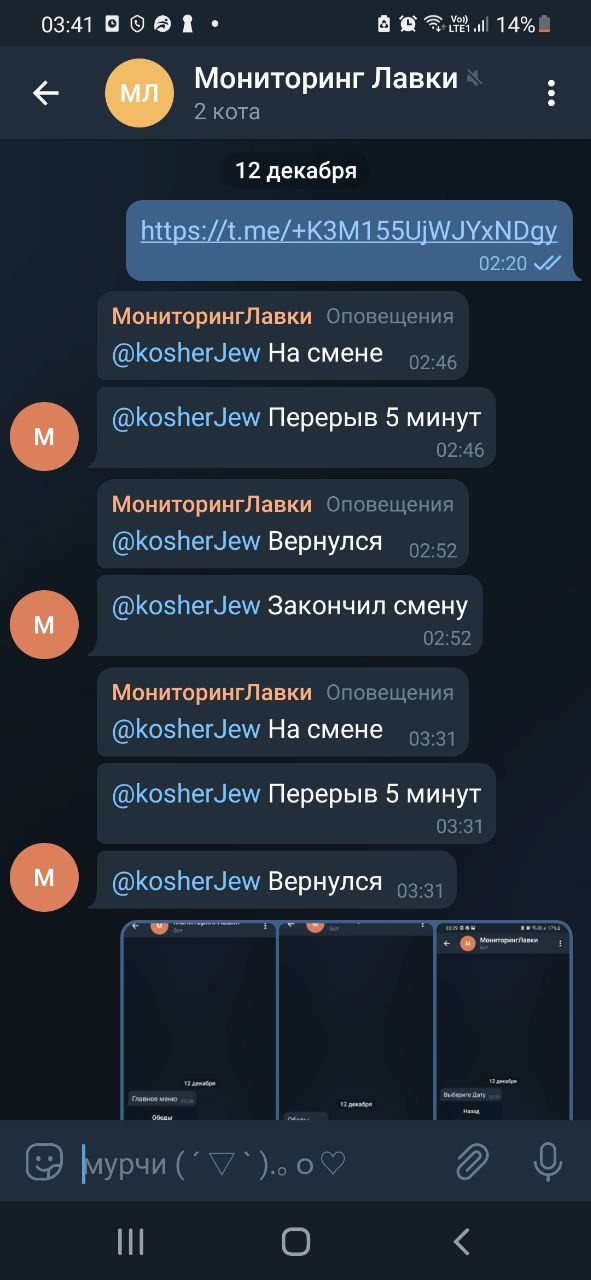 03:41
Vo))
LTE1
14%
МЛ
Мониторинг Лавки
2 кота
12 декабря
https://t.me/+K3M155UjWJYxNDgy
02:20
МониторингЛавки Оповещения
@kosherJew На смене 02:46
@kosherJew Перерыв 5 минут
02:46
М
МониторингЛавки Оповещения
@kosherJew Вернулся 02:52
@kosherJew Закончил смену
02:52
М
МониторингЛавки Оповещения
@kosherJew На смене 03:31
@kosherJew Перерыв 5 минут
03:31
@kosherJew Вернулся 03:31
М
МониторингЛавки
бот
12 декабря
Главное меню
Обеды
бот
12 декабря
Обеды
03:29
17%
М
МониторингЛавки
бот
12 декабря
Выберите Дату
Назад
мурчи ( ´ ▽ ` ).｡ｏ♡